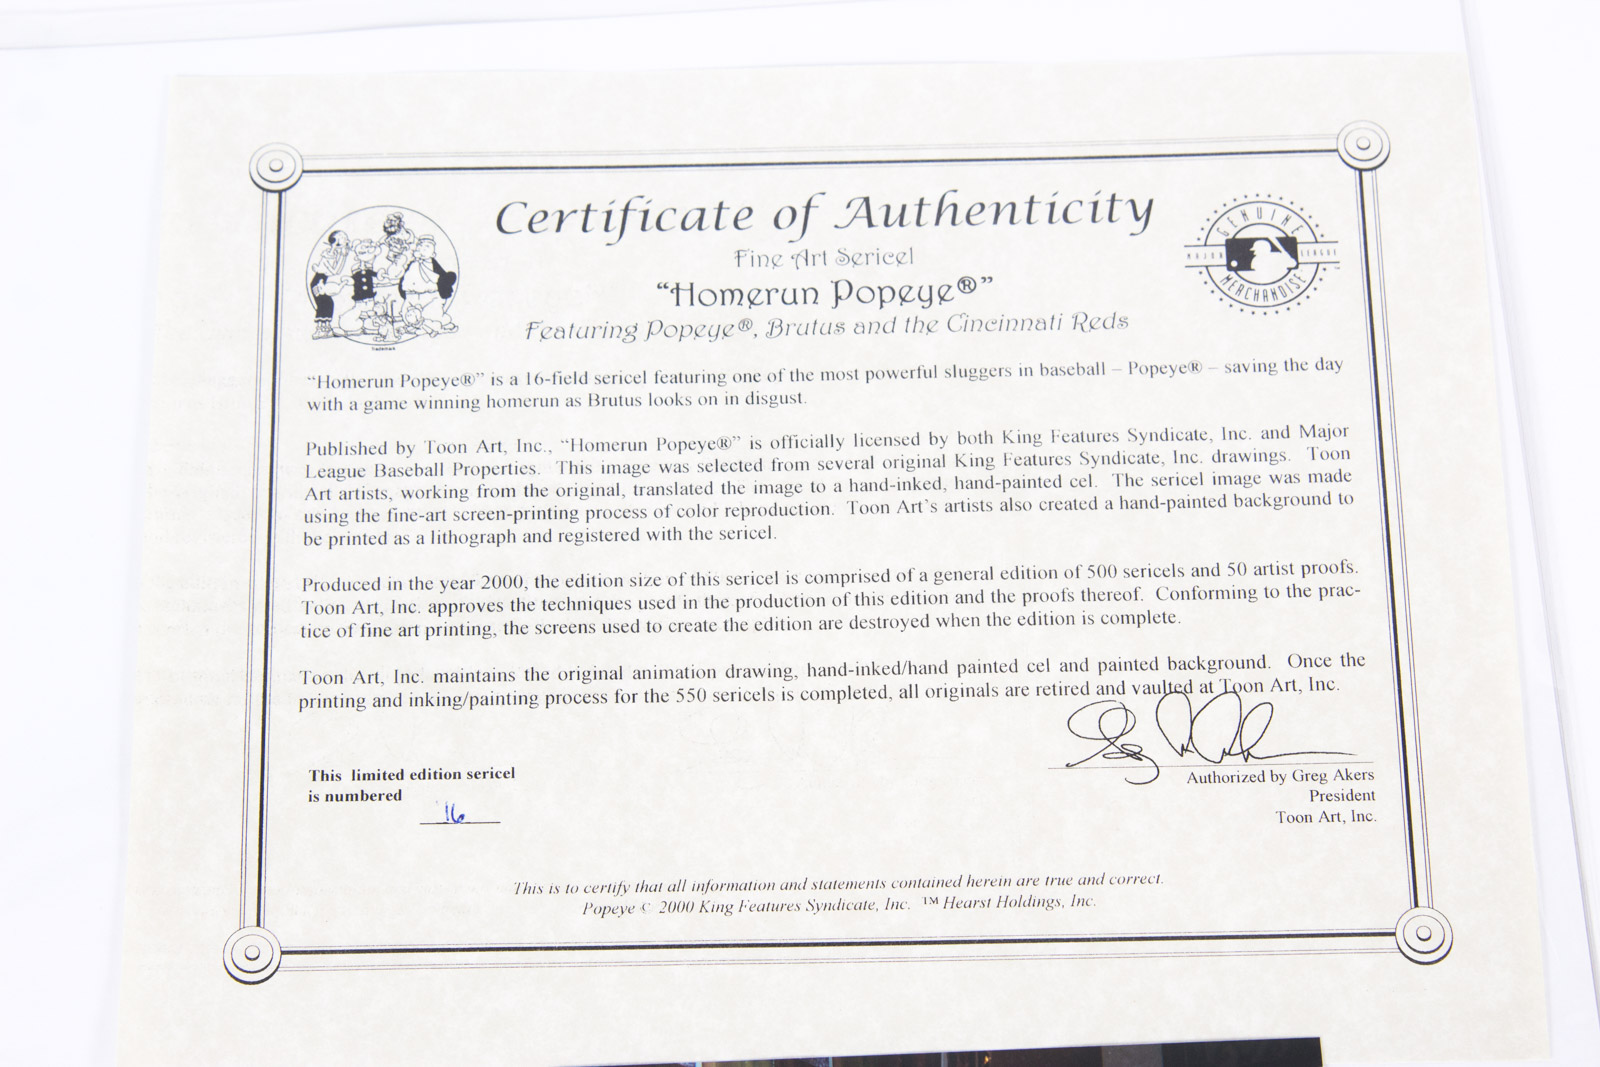 Certificate of Authenticity
Fine Art Sericel
“Homerun Popeye®”
Featuring Popeye®, Brutus and the Cincinnati Reds
GENUINE
MAJOR LEAGUE
MERCHANDISE
“Homerun Popeye®” is a 16-field sericel featuring one of the most powerful sluggers in baseball – Popeye® – saving the day
with a game winning homerun as Brutus looks on in disgust.
Published by Toon Art, Inc., “Homerun Popeye®” is officially licensed by both King Features Syndicate, Inc. and Major
League Baseball Properties. This image was selected from several original King Features Syndicate, Inc. drawings. Toon
Art artists, working from the original, translated the image to a hand-inked, hand-painted cel. The sericel image was made
using the fine-art screen-printing process of color reproduction. Toon Art's artists also created a hand-painted background to
be printed as a lithograph and registered with the sericel.
Produced in the year 2000, the edition size of this sericel is comprised of a general edition of 500 sericels and 50 artist proofs.
Toon Art, Inc. approves the techniques used in the production of this edition and the proofs thereof. Conforming to the prac-
tice of fine art printing, the screens used to create the edition are destroyed when the edition is complete.
Toon Art, Inc. maintains the original animation drawing, hand-inked/hand painted cel and painted background. Once the
printing and inking/painting process for the 550 sericels is completed, all originals are retired and vaulted at Toon Art, Inc.
This limited edition sericel
is numbered
16
Authorized by Greg Akers
President
Toon Art, Inc.
This is to certify that all information and statements contained herein are true and correct.
Popeye © 2000 King Features Syndicate, Inc. ™ Hearst Holdings, Inc.